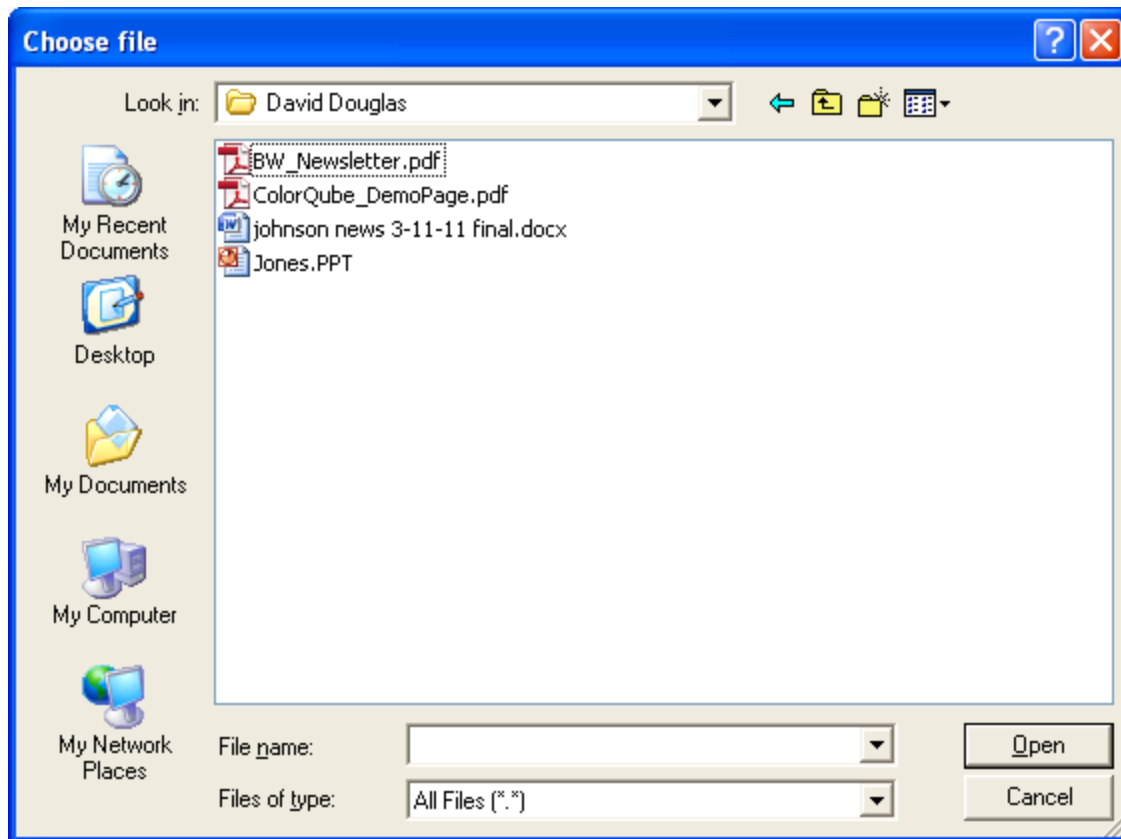 Choose file
Look in:
David Douglas
BW_Newsletter.pdf
ColorQube_DemoPage.pdf
johnson news 3-11-11 final.docx
Jones.PPT
My Recent
Documents
Desktop
My Documents
My Computer
My Network
Places
File name:
Open
Files of type:
All Files (*.*)
Cancel